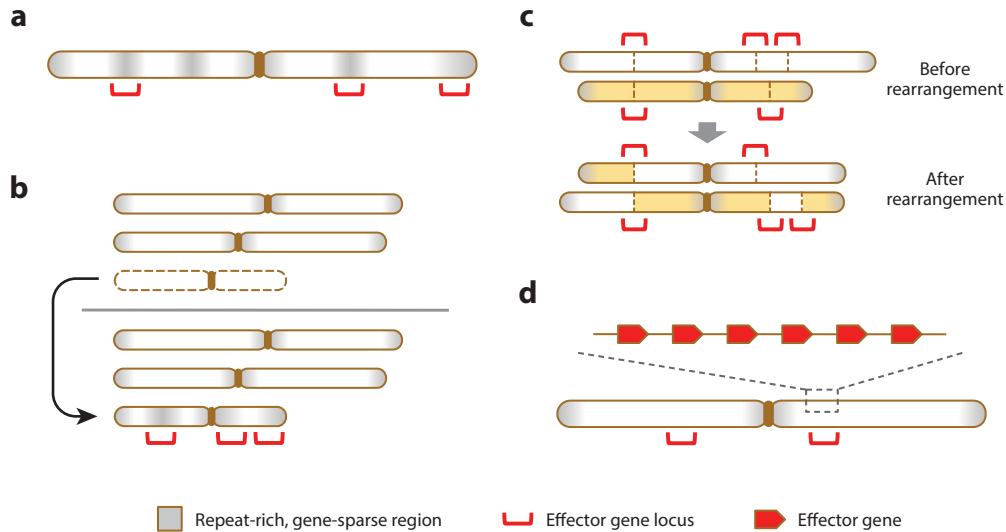 a
b
c
Before
rearrangement
After
rearrangement
d
Repeat-rich, gene-sparse region
Effector gene locus
Effector gene